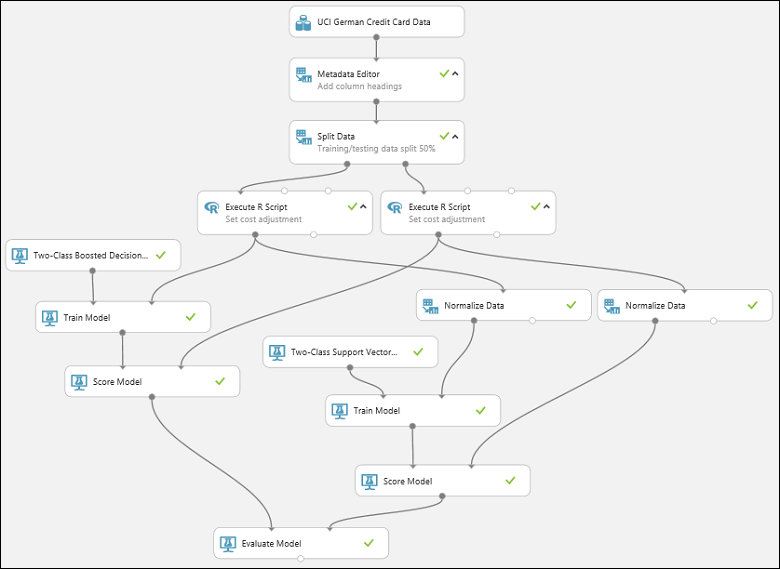 UCI German Credit Card Data
Metadata Editor
Add column headings
Split Data
Training/testing data split 50%
Execute R Script
Set cost adjustment
Execute R Script
Set cost adjustment
Two-Class Boosted Decision...
Train Model
Normalize Data
Normalize Data
Two-Class Support Vector...
Score Model
Train Model
Score Model
Evaluate Model